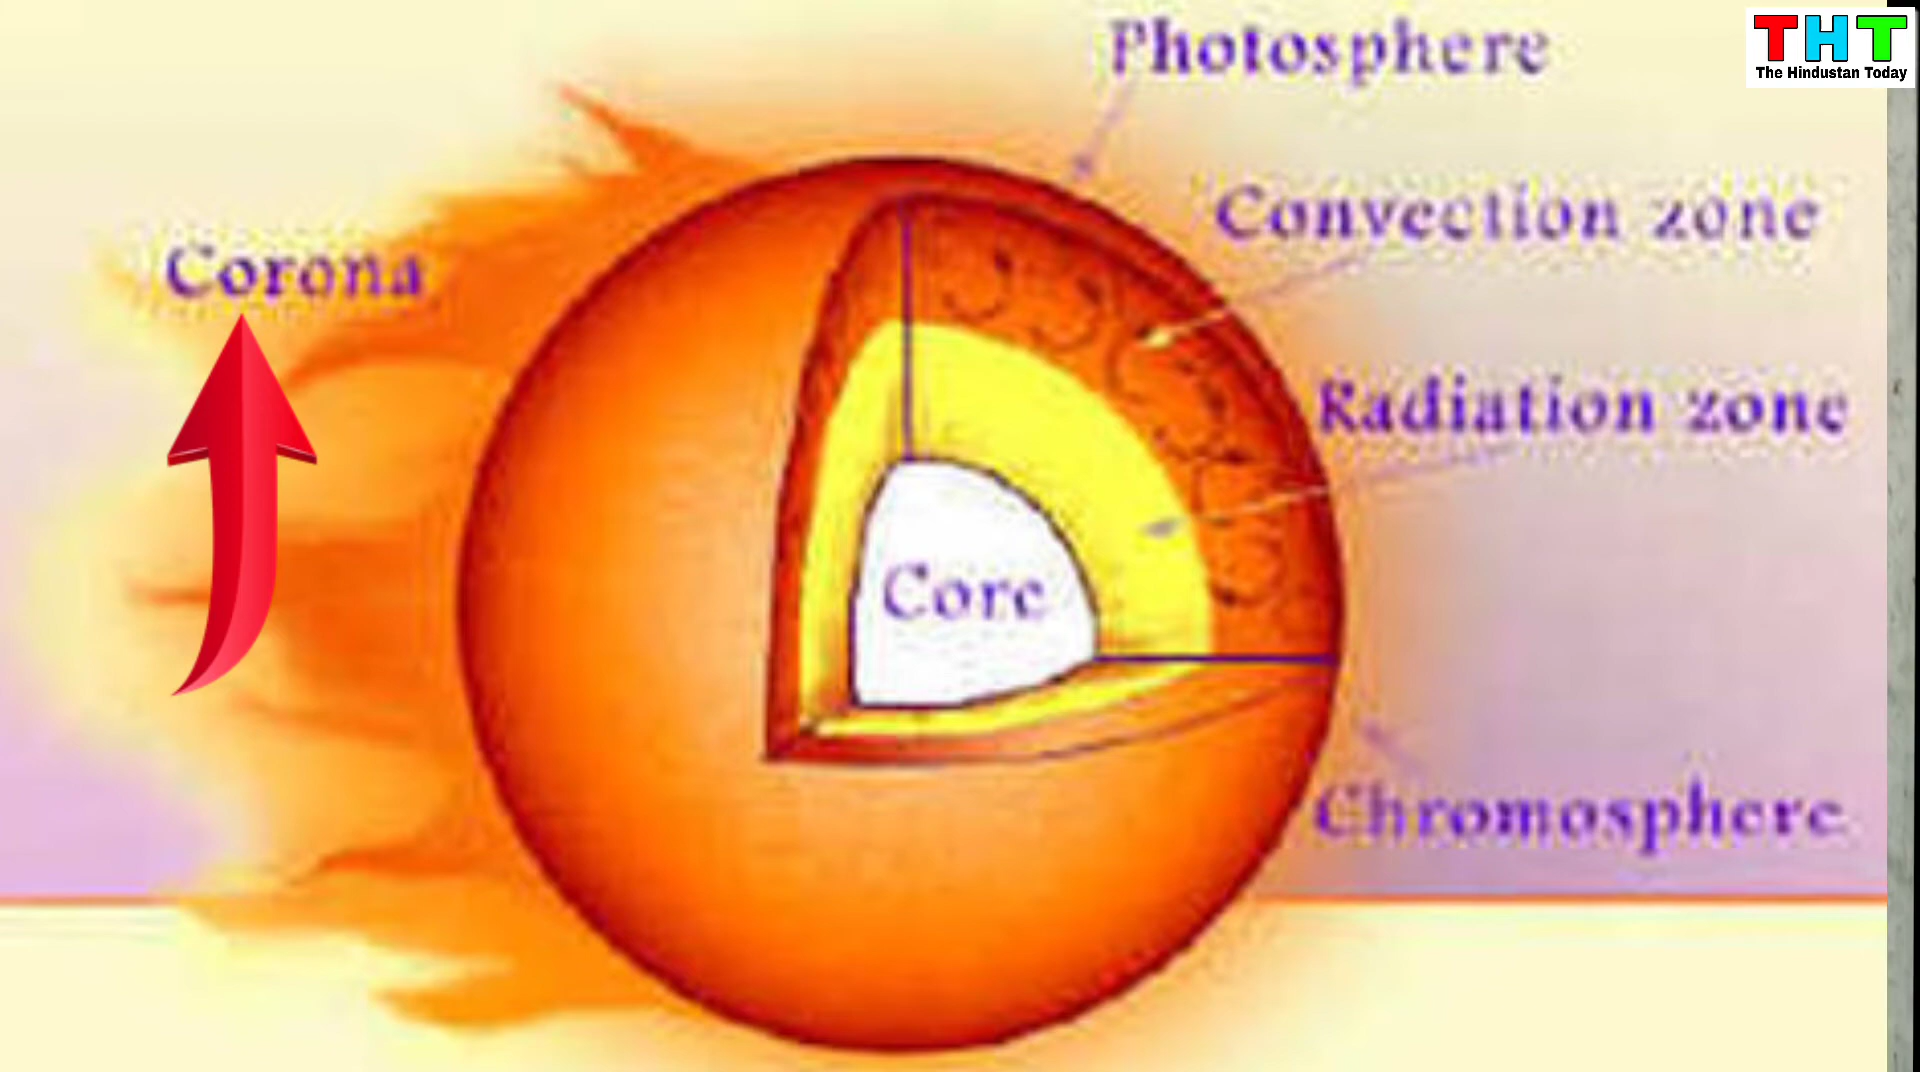 Photosphere
THT
The Hindustan Today
Convection zone
Corona
Radiation zone
Core
Chromosphere